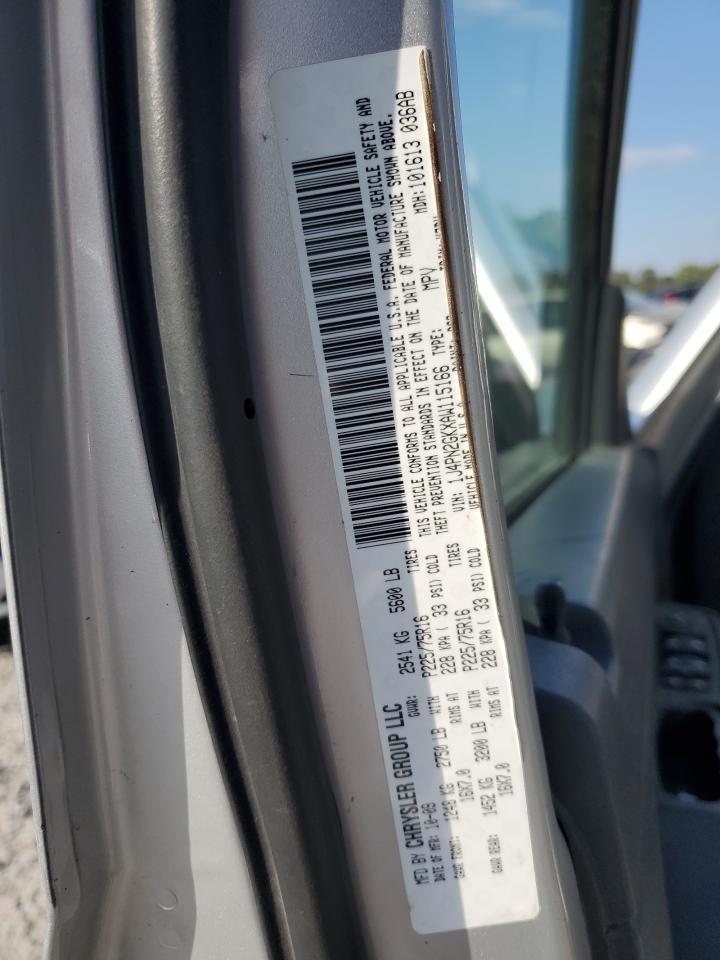 MFD BY CHRYSLER GROUP LLC
DATE OF MFR: 10-09 GVWR: 2541 KG 5600 LB
GAWR FRONT: 1248 KG 2750 LB WITH P225/75R16 TIRES
16X7.0 RIMS AT 228 KPA ( 33 PSI) COLD
GAWR REAR: 1452 KG 3200 LB WITH P225/75R16 TIRES
16X7.0 RIMS AT 228 KPA ( 33 PSI) COLD
THIS VEHICLE CONFORMS TO ALL APPLICABLE U.S.A. FEDERAL MOTOR VEHICLE SAFETY AND
THEFT PREVENTION STANDARDS IN EFFECT ON THE DATE OF MANUFACTURE SHOWN ABOVE.
VIN: 1J4PN2GKXAW115166 TYPE: MPV MDH:101613 036AB
VEHICLE MADE IN U.S.A.